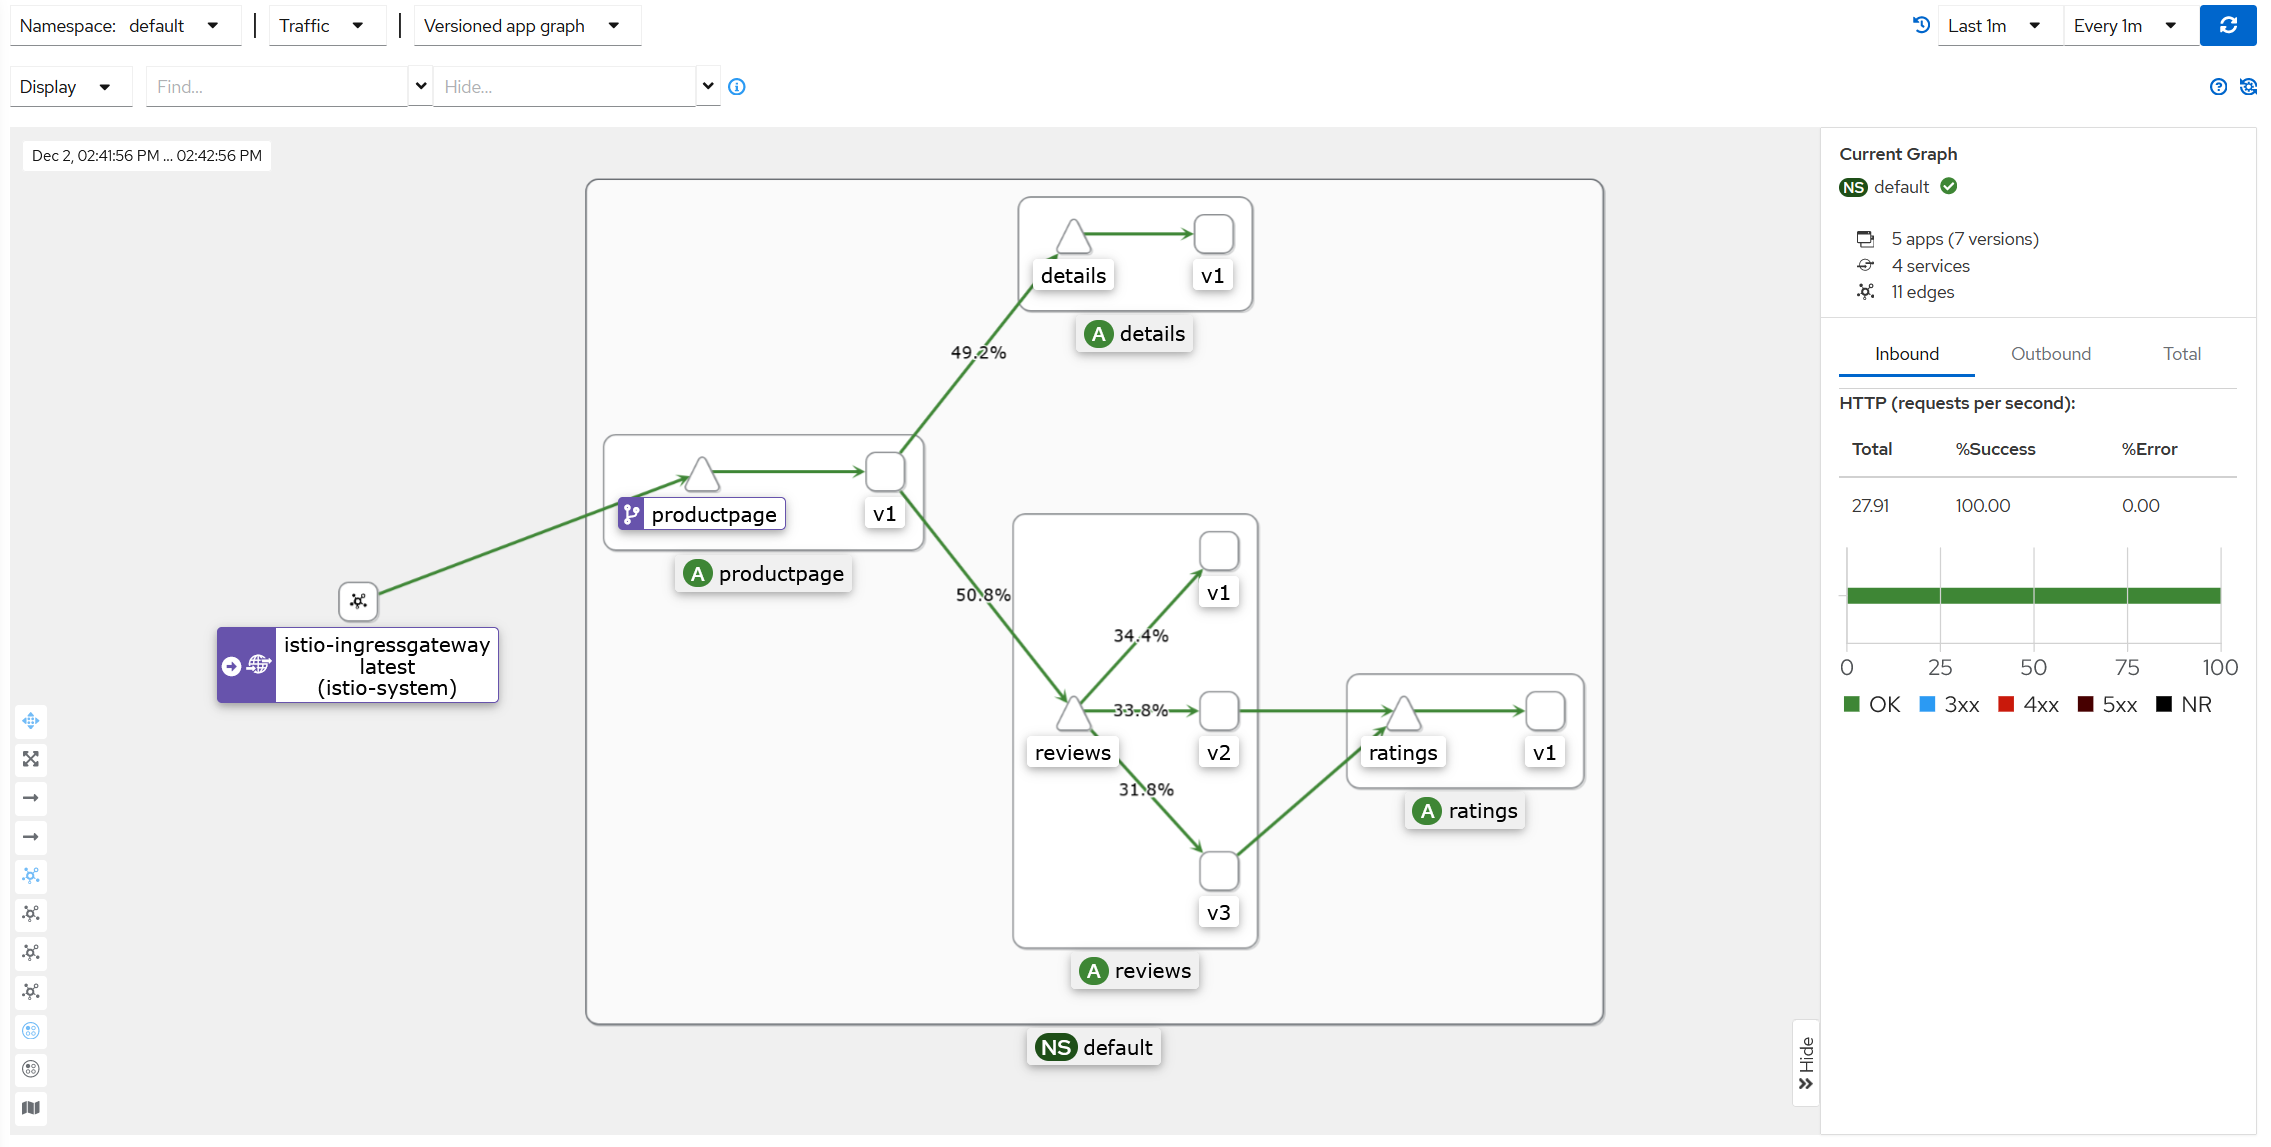 Namespace: default
Traffic
Versioned app graph
Last 1m
Every 1m
Display
Find...
Hide...
Dec 2, 02:41:56 PM ... 02:42:56 PM
details
v1
A details
49.2%
productpage
v1
A productpage
50.8%
istio-ingressgateway
latest
(istio-system)
v1
34.4%
33.8%
reviews
v2
31.8%
v3
A reviews
ratings
v1
A ratings
NS default
Hide
Current Graph
NS default
5 apps (7 versions)
4 services
11 edges
Inbound Outbound Total
HTTP (requests per second):
Total %Success %Error
27.91 100.00 0.00
0 25 50 75 100
OK 3xx 4xx 5xx NR